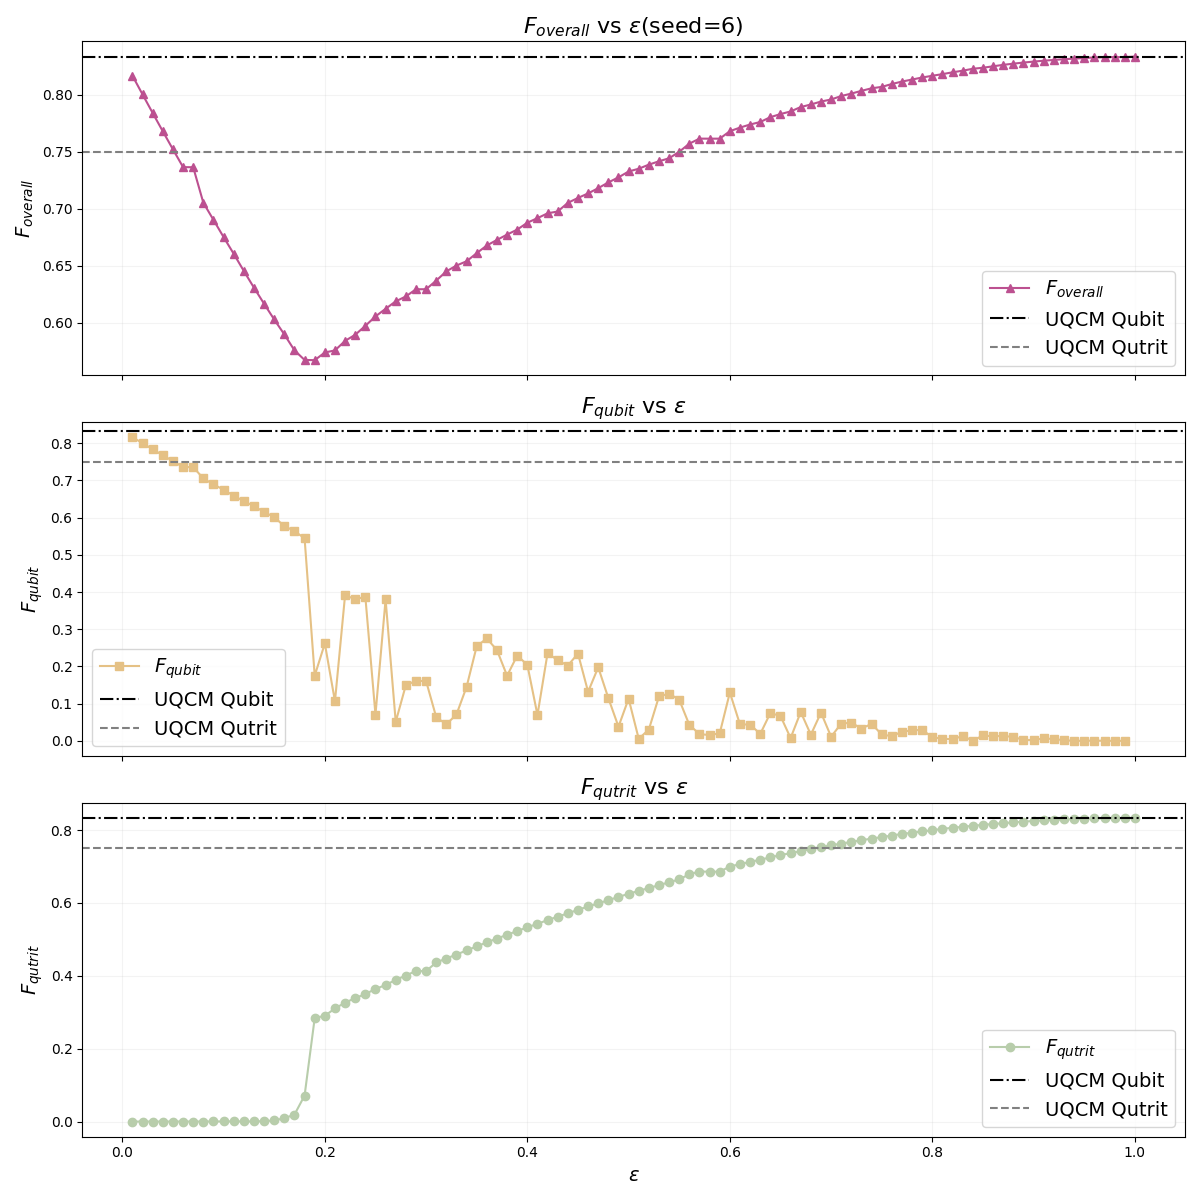 F_overall vs ε(seed=6)
F_overall
0.80
0.75
0.70
0.65
0.60
F_overall
UQCM Qubit
UQCM Qutrit
F_qubit vs ε
F_qubit
0.8
0.7
0.6
0.5
0.4
0.3
0.2
0.1
0.0
F_qubit
UQCM Qubit
UQCM Qutrit
F_qutrit vs ε
F_qutrit
0.8
0.6
0.4
0.2
0.0
F_qutrit
UQCM Qubit
UQCM Qutrit
0.0 0.2 0.4 0.6 0.8 1.0
ε